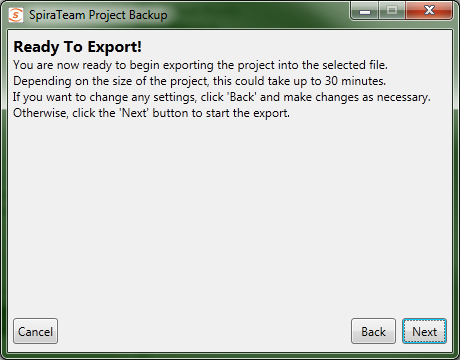 SpiraTeam Project Backup
Ready To Export!
You are now ready to begin exporting the project into the selected file.
Depending on the size of the project, this could take up to 30 minutes.
If you want to change any settings, click 'Back' and make changes as necessary.
Otherwise, click the 'Next' button to start the export.
Cancel Back Next